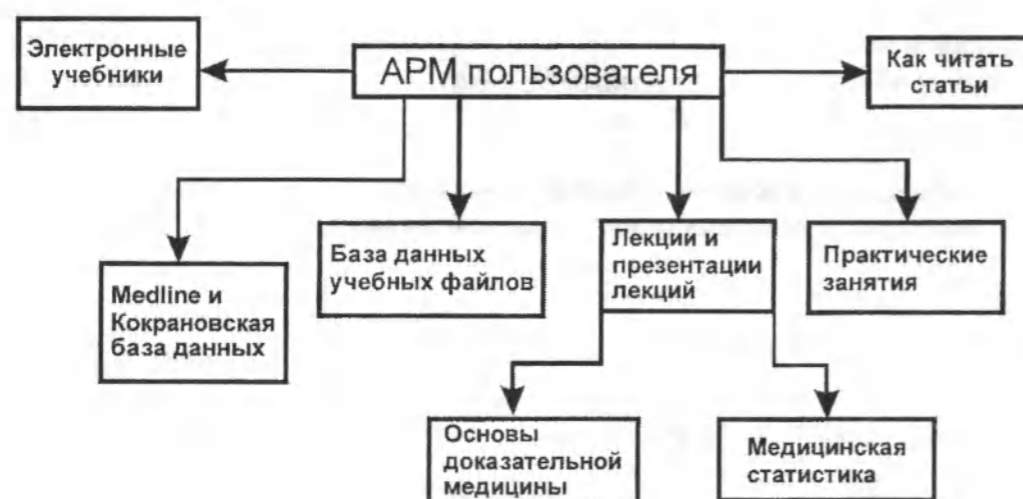 Электронные
учебники
АРМ пользователя
Как читать
статьи
Medline и
Кокрановская
база данных
База данных
учебных файлов
Лекции и
презентации
лекций
Практические
занятия
Основы
доказательной
медицины
Медицинская
статистика